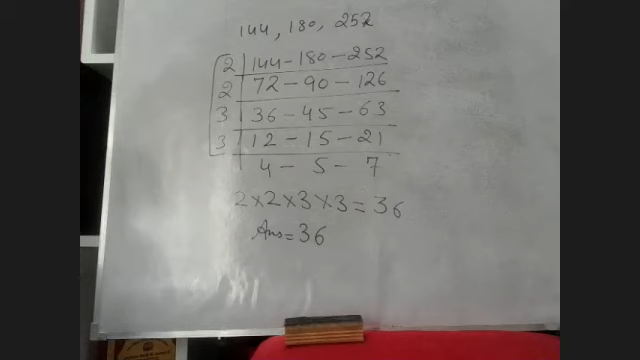 144, 180, 252
2 | 144 - 180 - 252
2 | 72 - 90 - 126
3 | 36 - 45 - 63
3 | 12 - 15 - 21
4 - 5 - 7
2 × 2 × 3 × 3 = 36
Ans = 36